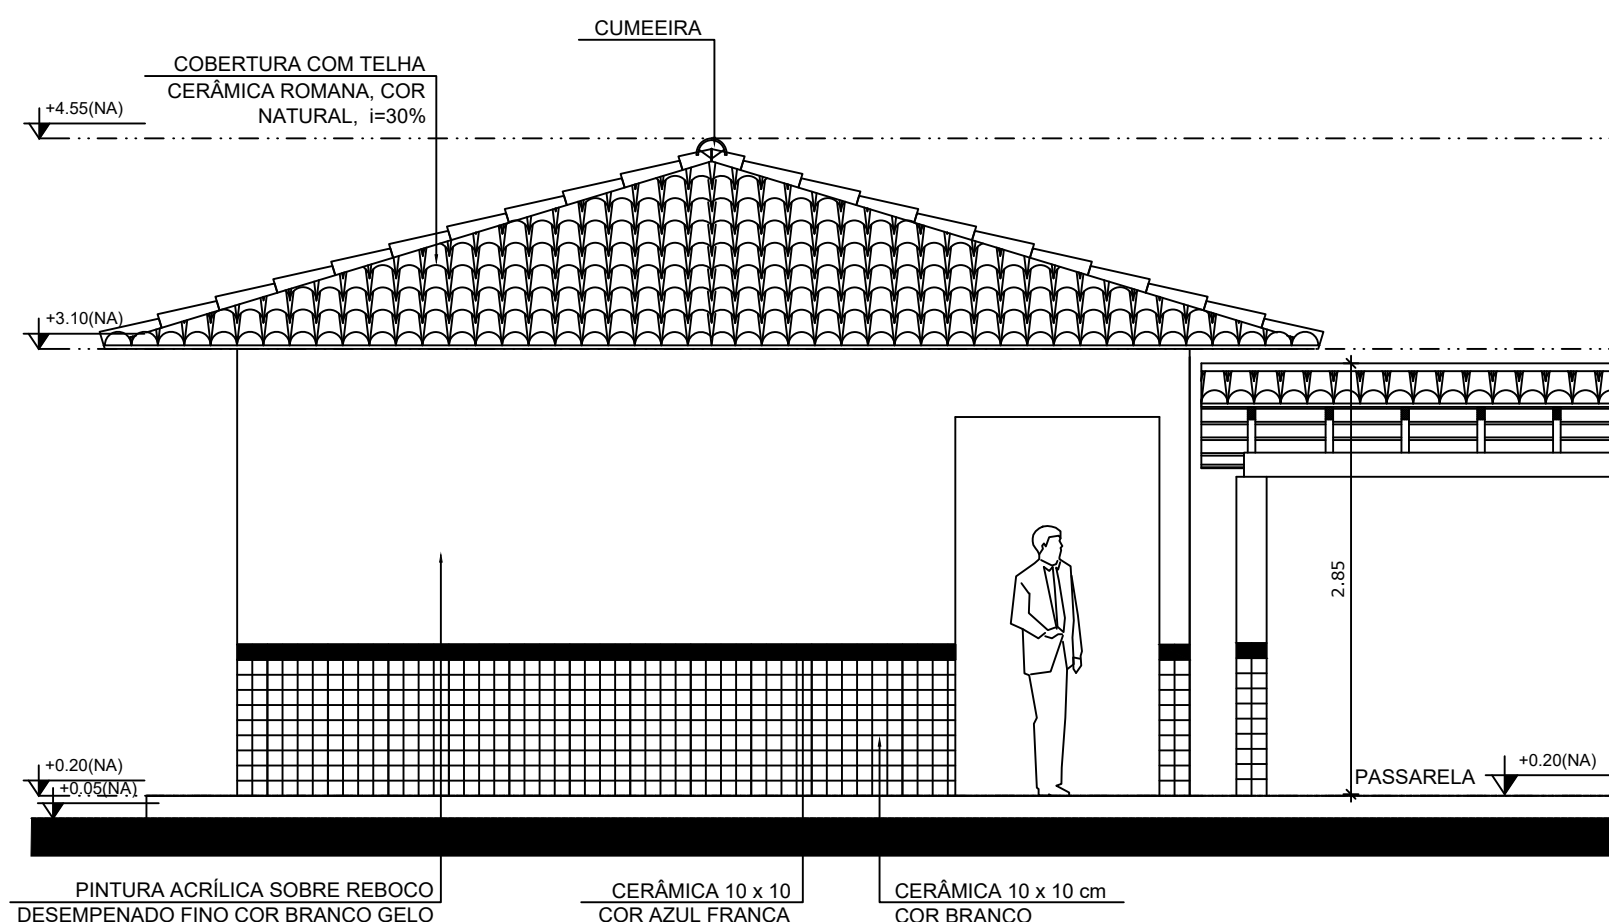 CUMEEIRA
COBERTURA COM TELHA
CERÂMICA ROMANA, COR
NATURAL, i=30%
+4.55(NA)
+3.10(NA)
2.85
+0.20(NA)
+0.05(NA)
PASSARELA
+0.20(NA)
PINTURA ACRÍLICA SOBRE REBOCO
DESEMPENADO FINO COR BRANCO GELO
CERÂMICA 10 x 10
COR AZUL FRANCA
CERÂMICA 10 x 10 cm
COR BRANCO